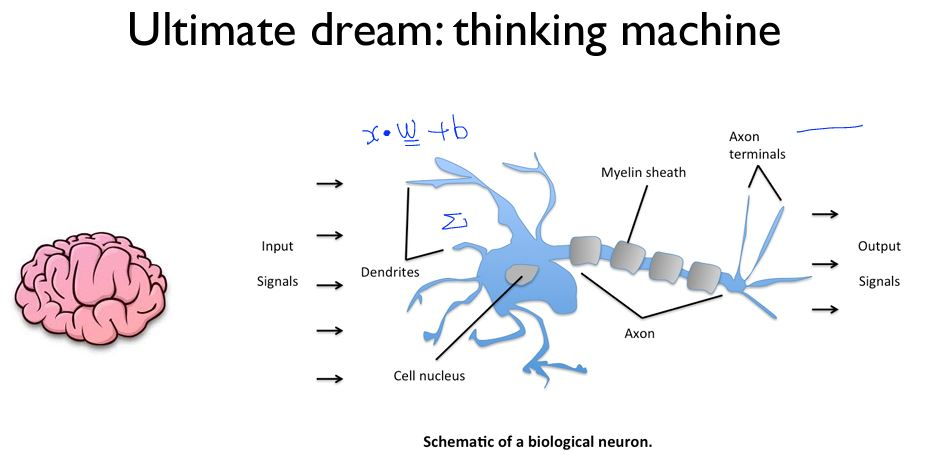 Ultimate dream: thinking machine
x • w + b
Axon
terminals
Myelin sheath
Σ
Input
Signals
Dendrites
Output
Signals
Axon
Cell nucleus
Schematic of a biological neuron.